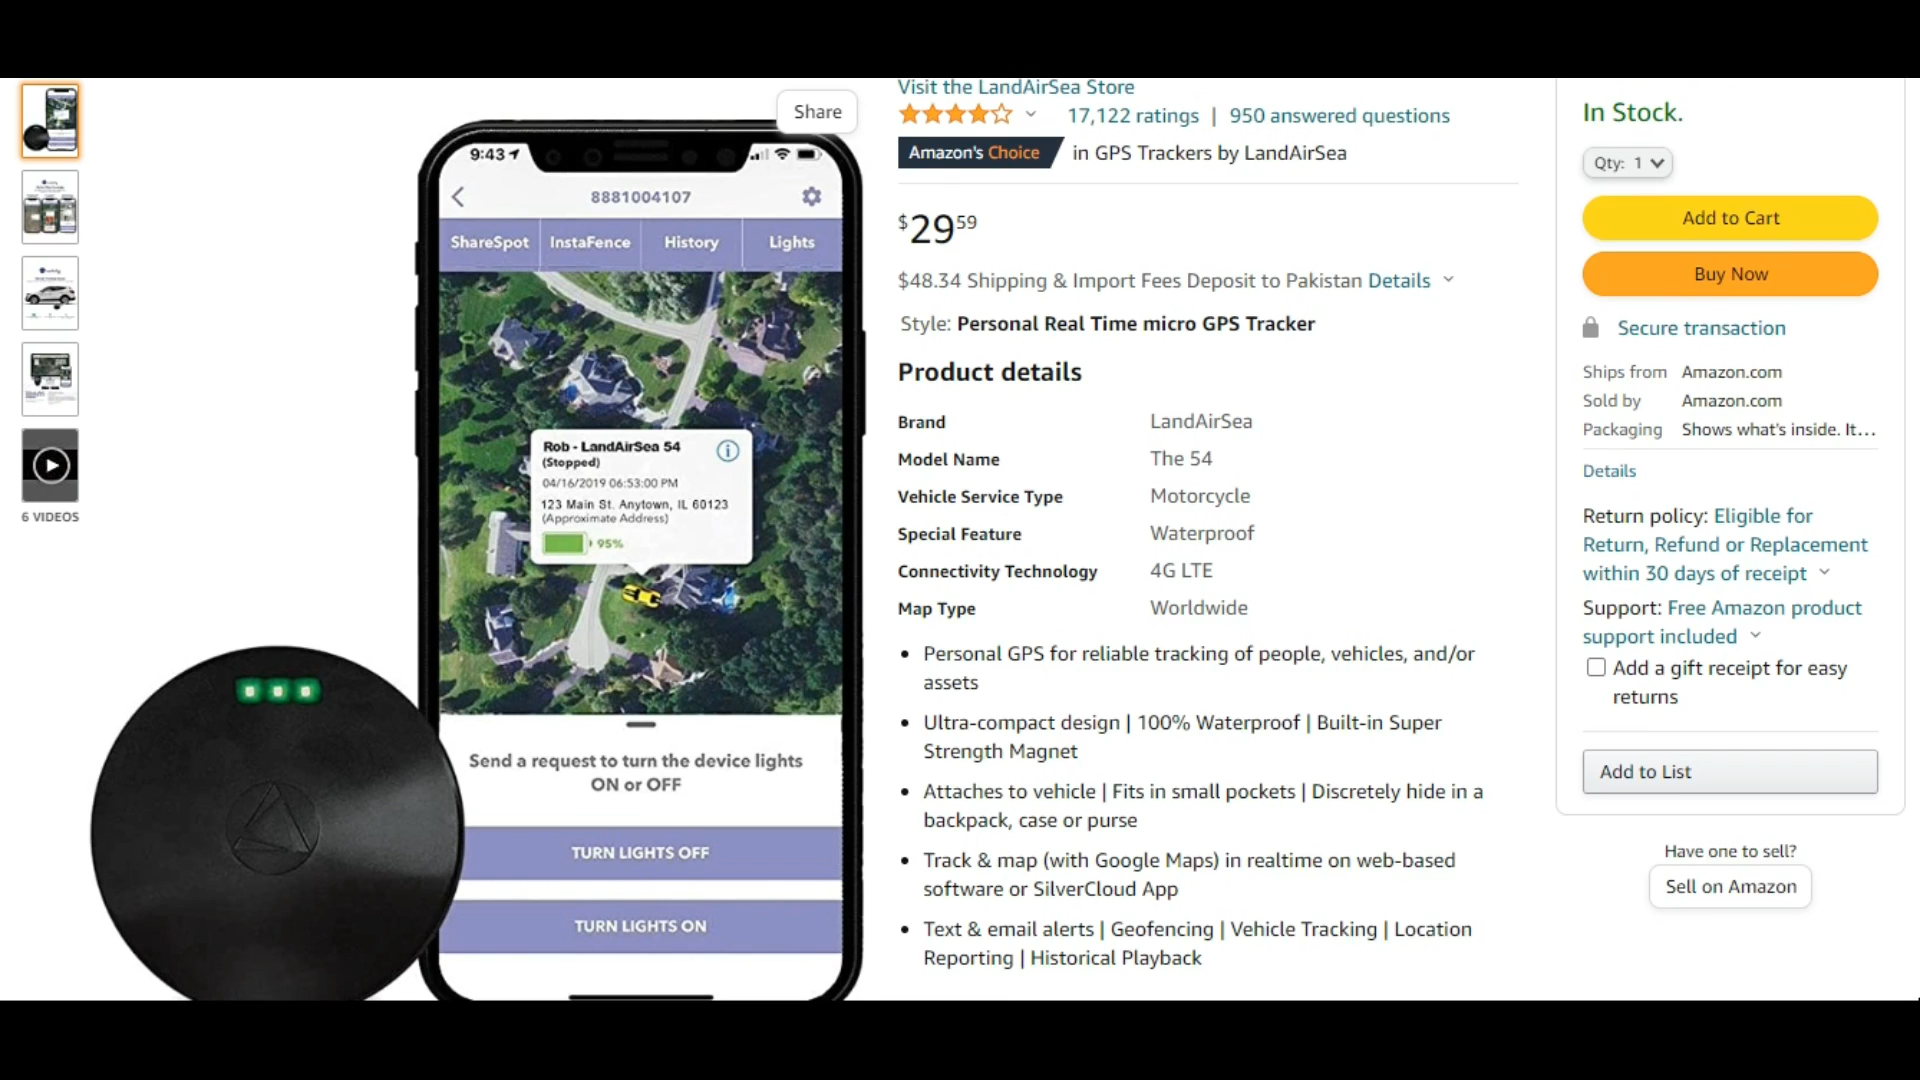 6 VIDEOS
Share
9:43
8881004107
ShareSpot
InstaFence
History
Lights
Rob - LandAirSea 54
(Stopped)
04/16/2019 06:53:00 PM
123 Main St. Anytown, IL 60123
(Approximate Address)
95%
Send a request to turn the device lights
ON or OFF
TURN LIGHTS OFF
TURN LIGHTS ON
Visit the LandAirSea Store
17,122 ratings | 950 answered questions
Amazon's Choice in GPS Trackers by LandAirSea
$29 59
$48.34 Shipping & Import Fees Deposit to Pakistan Details
Style: Personal Real Time micro GPS Tracker
Product details
Brand LandAirSea
Model Name The 54
Vehicle Service Type Motorcycle
Special Feature Waterproof
Connectivity Technology 4G LTE
Map Type Worldwide
• Personal GPS for reliable tracking of people, vehicles, and/or
assets
• Ultra-compact design | 100% Waterproof | Built-in Super
Strength Magnet
• Attaches to vehicle | Fits in small pockets | Discretely hide in a
backpack, case or purse
• Track & map (with Google Maps) in realtime on web-based
software or SilverCloud App
• Text & email alerts | Geofencing | Vehicle Tracking | Location
Reporting | Historical Playback
In Stock.
Qty: 1
Add to Cart
Buy Now
Secure transaction
Ships from Amazon.com
Sold by Amazon.com
Packaging Shows what's inside. It...
Details
Return policy: Eligible for
Return, Refund or Replacement
within 30 days of receipt
Support: Free Amazon product
support included
Add a gift receipt for easy
returns
Add to List
Have one to sell?
Sell on Amazon